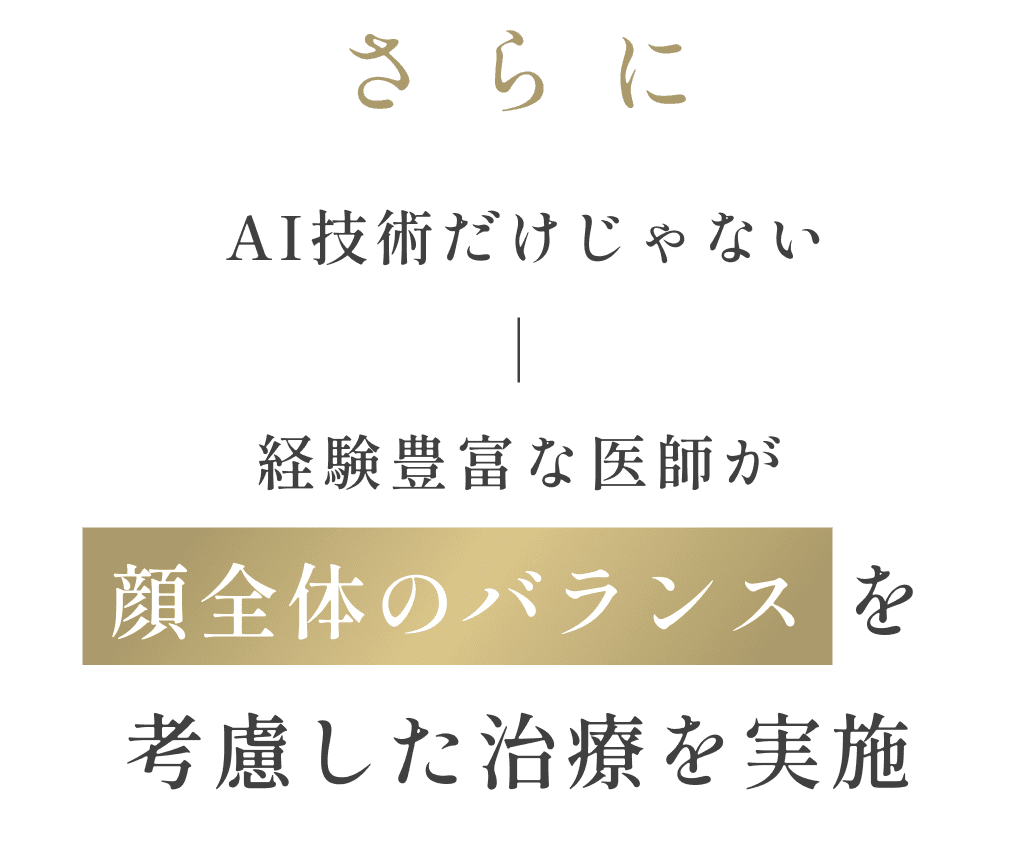 さらに
AI技術だけじゃない
経験豊富な医師が
顔全体のバランスを
考慮した治療を実施